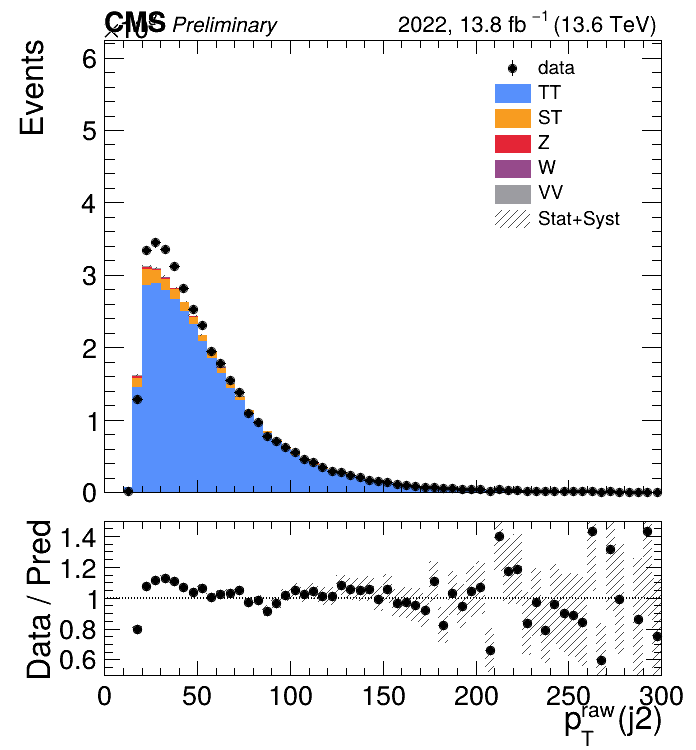 CMS Preliminary 2022, 13.8 fb⁻¹ (13.6 TeV)
Events
6
5
4
3
2
1
0
data
TT
ST
Z
W
VV
Stat+Syst
Data / Pred
1.4
1.2
1
0.8
0.6
0 50 100 150 200 250 300
p_T^raw(j2)